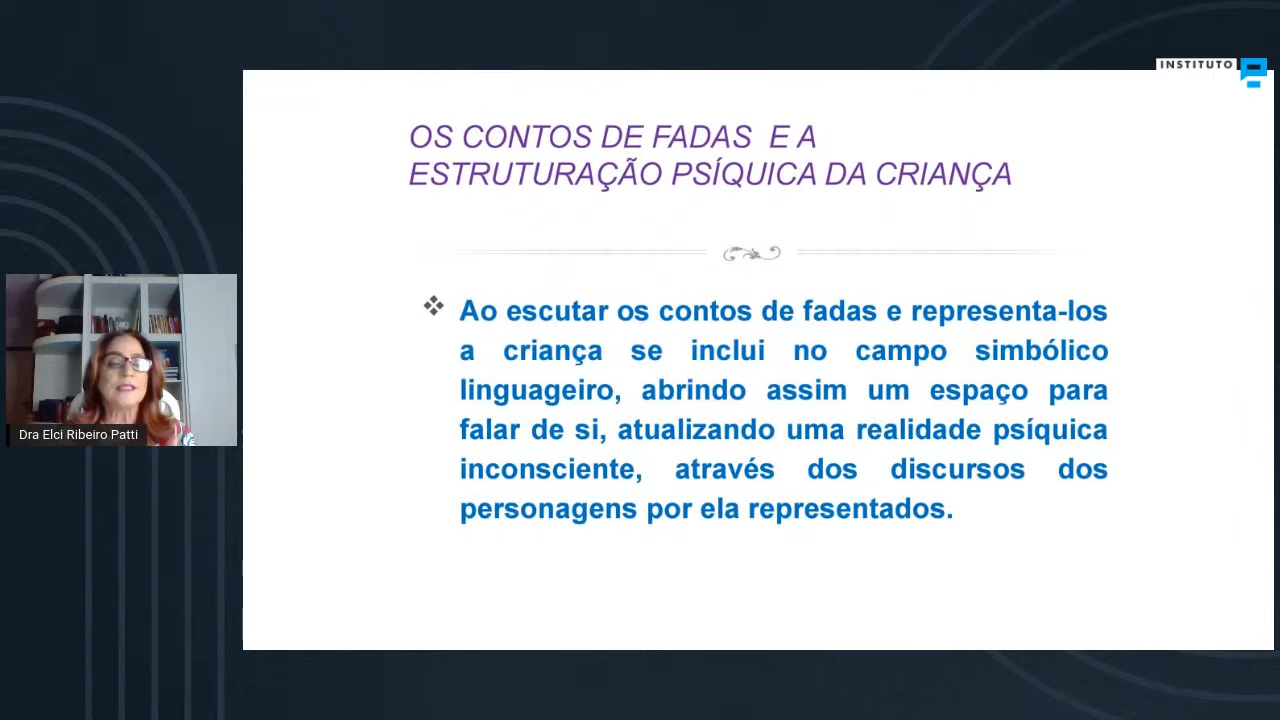 INSTITUTO
OS CONTOS DE FADAS E A
ESTRUTURAÇÃO PSÍQUICA DA CRIANÇA
Ao escutar os contos de fadas e representa-los
a criança se inclui no campo simbólico
linguageiro, abrindo assim um espaço para
falar de si, atualizando uma realidade psíquica
inconsciente, através dos discursos dos
personagens por ela representados.
Dra Elci Ribeiro Patti